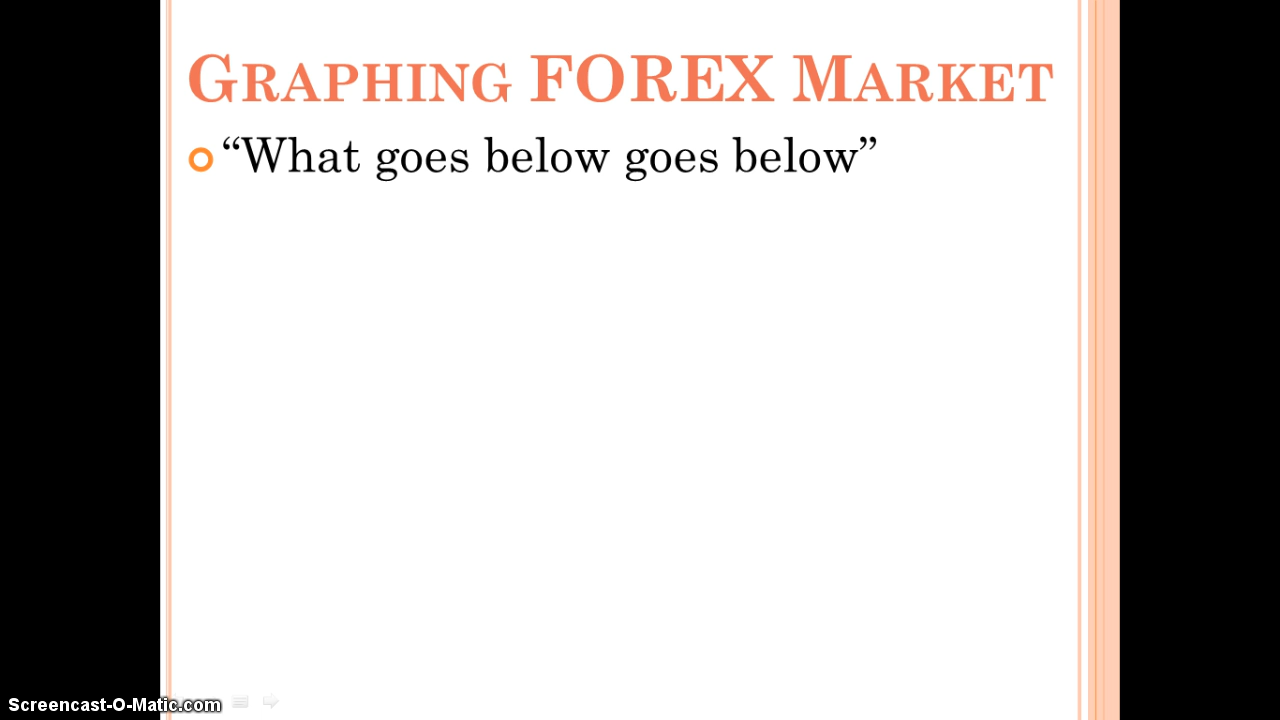 GRAPHING FOREX MARKET
“What goes below goes below”
Screencast-O-Matic.com